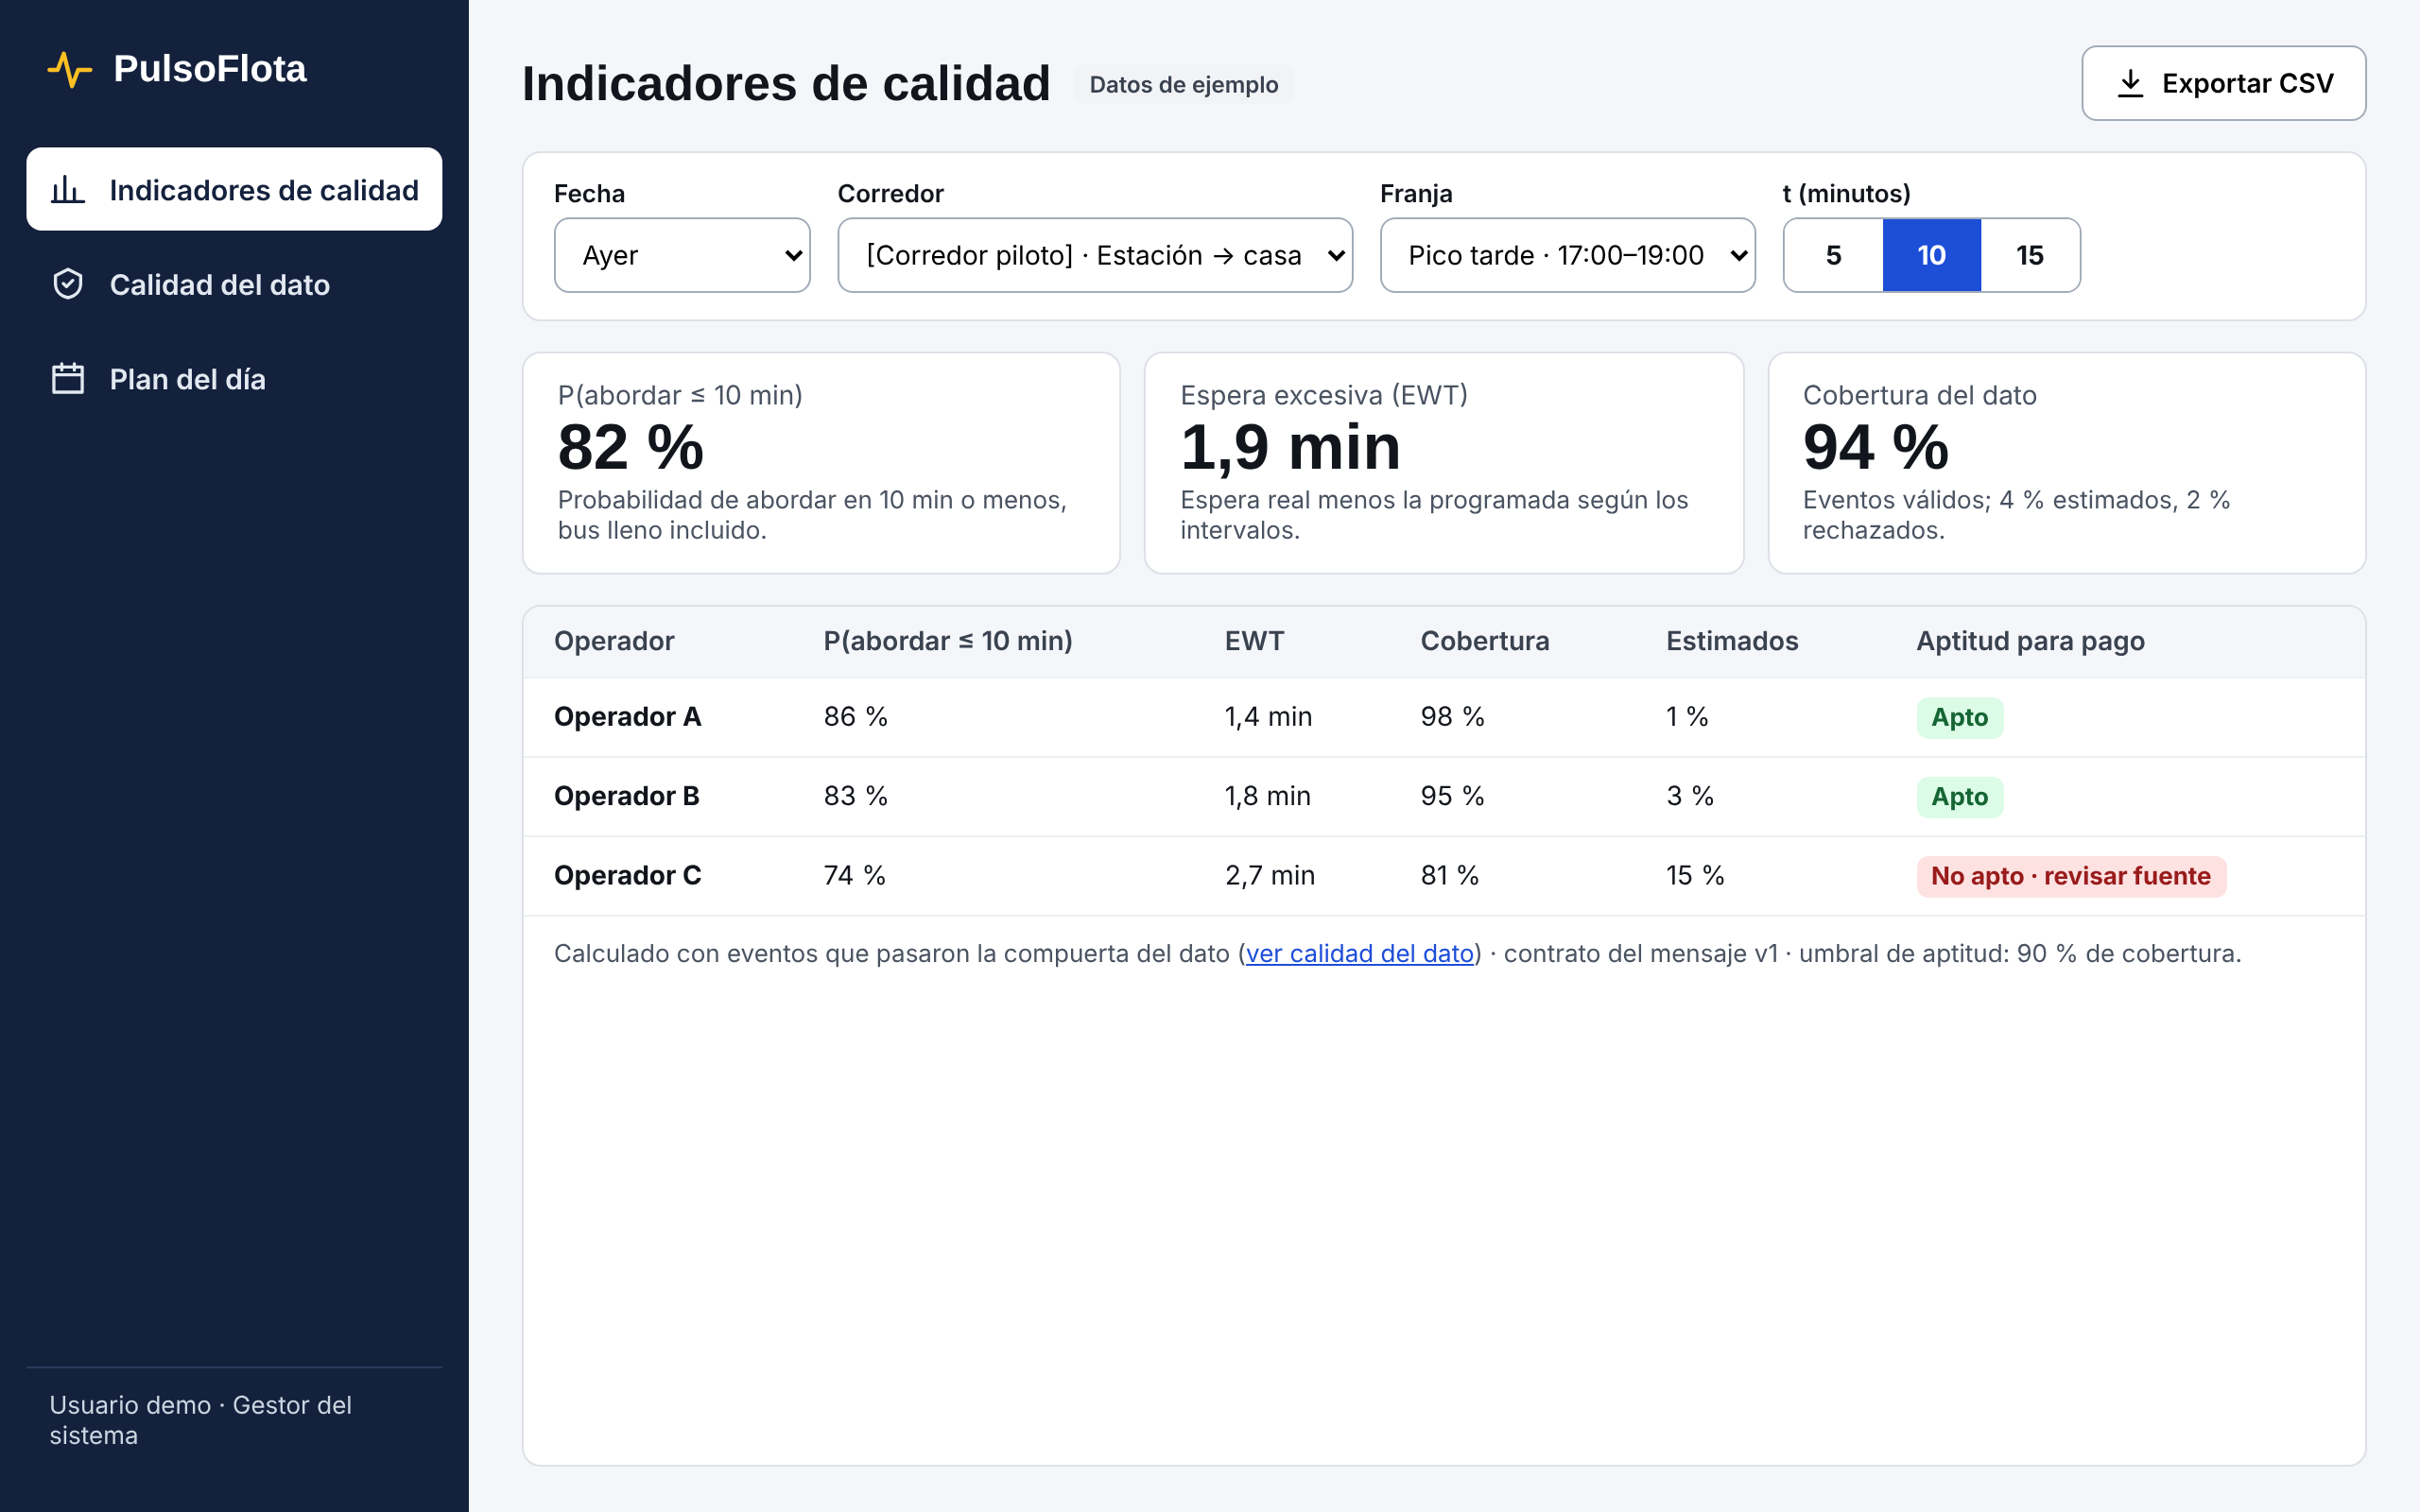 PulsoFlota
Indicadores de calidad
Calidad del dato
Plan del día
Usuario demo · Gestor del
sistema
Indicadores de calidad
Datos de ejemplo
Exportar CSV
Fecha
Corredor
Franja
t (minutos)
Ayer
[Corredor piloto] · Estación → casa
Pico tarde · 17:00–19:00
5
10
15
P(abordar ≤ 10 min)
82 %
Probabilidad de abordar en 10 min o menos,
bus lleno incluido.
Espera excesiva (EWT)
1,9 min
Espera real menos la programada según los
intervalos.
Cobertura del dato
94 %
Eventos válidos; 4 % estimados, 2 %
rechazados.
Operador P(abordar ≤ 10 min) EWT Cobertura Estimados Aptitud para pago
Operador A 86 % 1,4 min 98 % 1 % Apto
Operador B 83 % 1,8 min 95 % 3 % Apto
Operador C 74 % 2,7 min 81 % 15 % No apto · revisar fuente
Calculado con eventos que pasaron la compuerta del dato (ver calidad del dato) · contrato del mensaje v1 · umbral de aptitud: 90 % de cobertura.